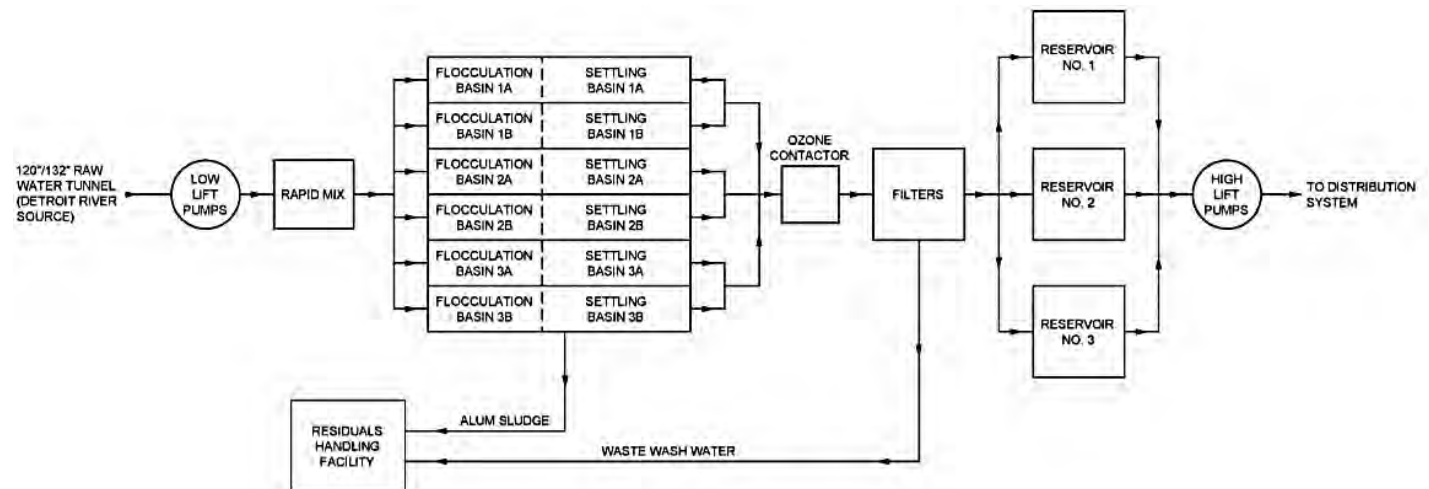 120"/132" RAW
WATER TUNNEL
(DETROIT RIVER
SOURCE)
LOW
LIFT
PUMPS
RAPID MIX
FLOCCULATION
BASIN 1A
SETTLING
BASIN 1A
FLOCCULATION
BASIN 1B
SETTLING
BASIN 1B
FLOCCULATION
BASIN 2A
SETTLING
BASIN 2A
FLOCCULATION
BASIN 2B
SETTLING
BASIN 2B
FLOCCULATION
BASIN 3A
SETTLING
BASIN 3A
FLOCCULATION
BASIN 3B
SETTLING
BASIN 3B
OZONE
CONTACTOR
FILTERS
RESERVOIR
NO. 1
RESERVOIR
NO. 2
RESERVOIR
NO. 3
HIGH
LIFT
PUMPS
TO DISTRIBUTION
SYSTEM
RESIDUALS
HANDLING
FACILITY
ALUM SLUDGE
WASTE WASH WATER